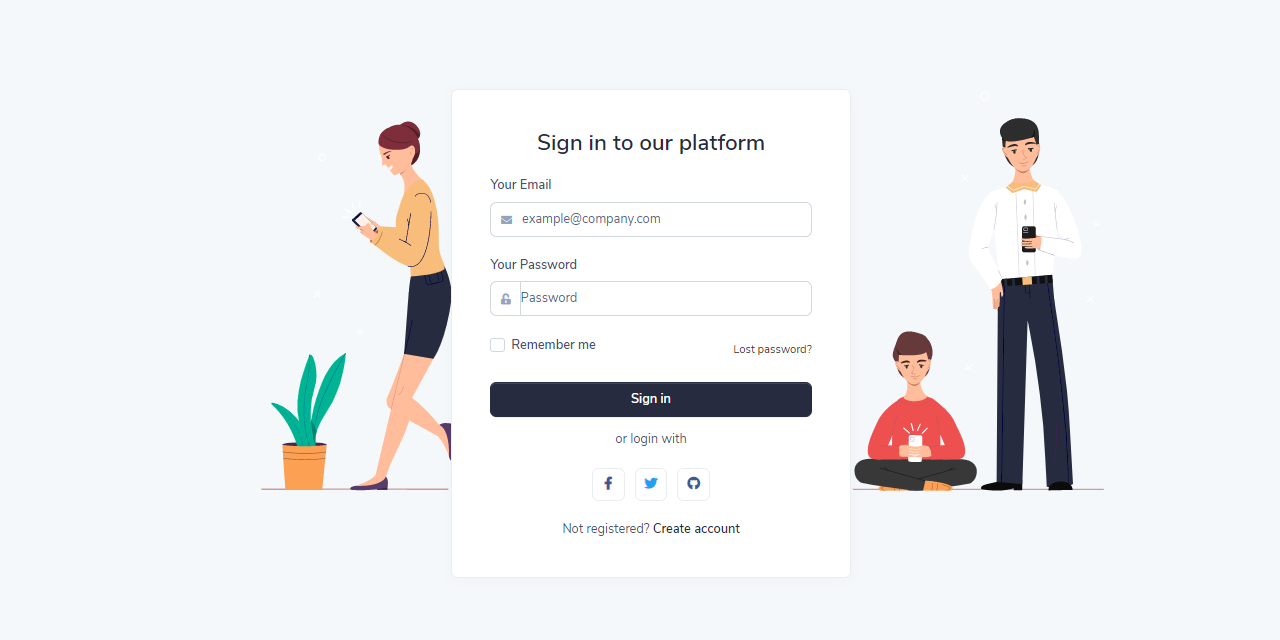 Sign in to our platform
Your Email
example@company.com
Your Password
Password
Remember me
Lost password?
Sign in
or login with
Not registered? Create account